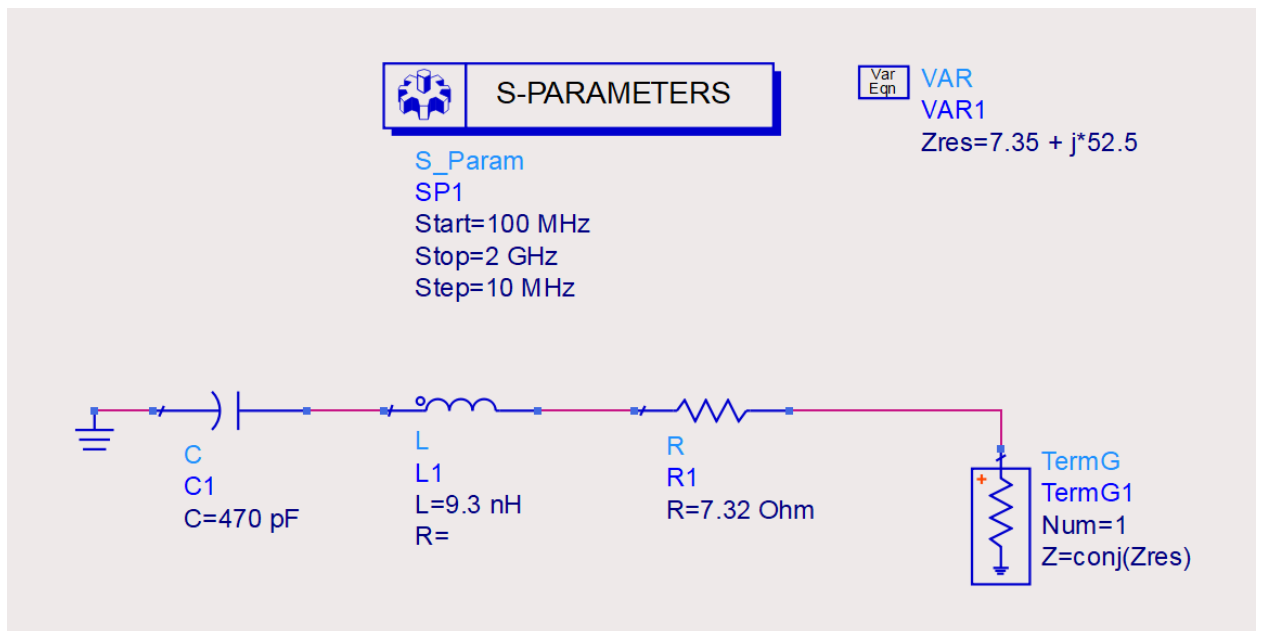 S-PARAMETERS
S_Param
SP1
Start=100 MHz
Stop=2 GHz
Step=10 MHz
Var
Eqn
VAR
VAR1
Zres=7.35 + j*52.5
C
C1
C=470 pF
L
L1
L=9.3 nH
R=
R
R1
R=7.32 Ohm
+
TermG
TermG1
Num=1
Z=conj(Zres)